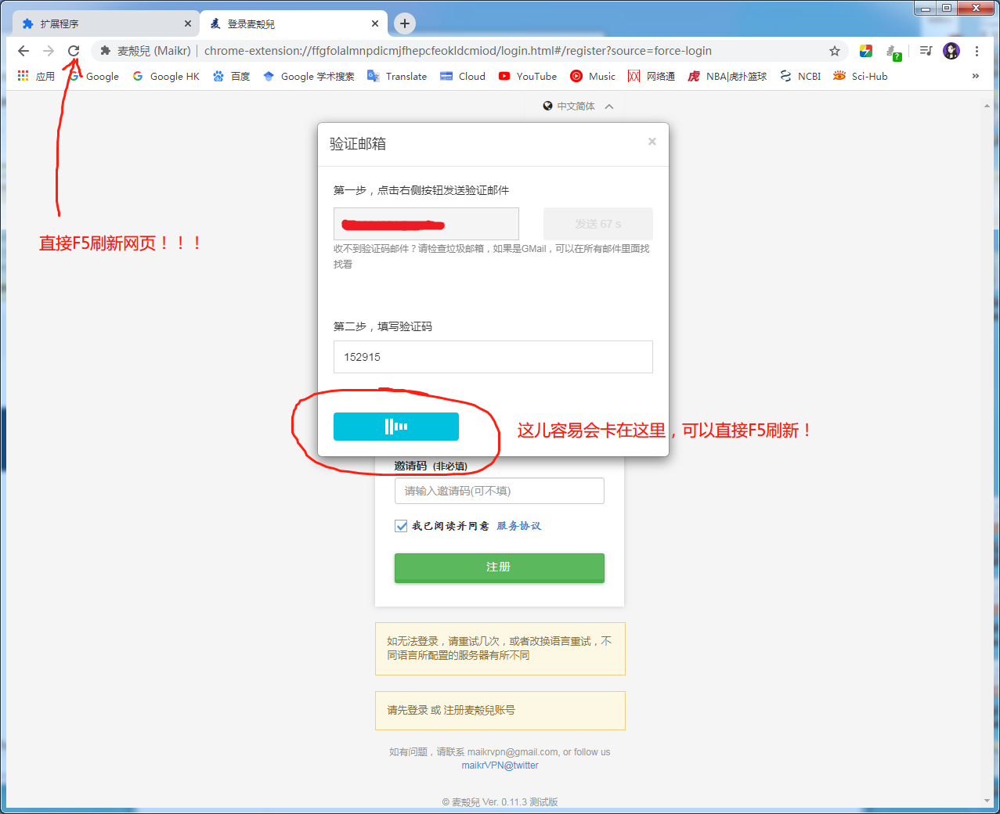 扩展程序
登录麦殻兒
麦殻兒 (Maikr) | chrome-extension://ffgfolalmnpdicmjfhepcfeokldcmiod/login.html#/register?source=force-login
应用 Google Google HK 百度 Google 学术搜索 Translate Cloud YouTube Music 网络通 NBA|虎扑篮球 NCBI Sci-Hub »
中文简体
验证邮箱
×
第一步，点击右侧按钮发送验证邮件
发送 67 s
直接F5刷新网页！！！
收不到验证码邮件？请检查垃圾邮箱，如果是GMail，可以在所有邮件里面找
找看
第二步，填写验证码
152915
这儿容易会卡在这里，可以直接F5刷新！
邀请码 (非必填)
请输入邀请码(可不填)
我已阅读并同意 服务协议
注册
如无法登录，请重试几次，或者改换语言重试，不
同语言所配置的服务器有所不同
请先登录 或 注册麦殻兒账号
如有问题，请联系 maikrvpn@gmail.com, or follow us
maikrVPN@twitter
© 麦殻兒 Ver. 0.11.3 测试版